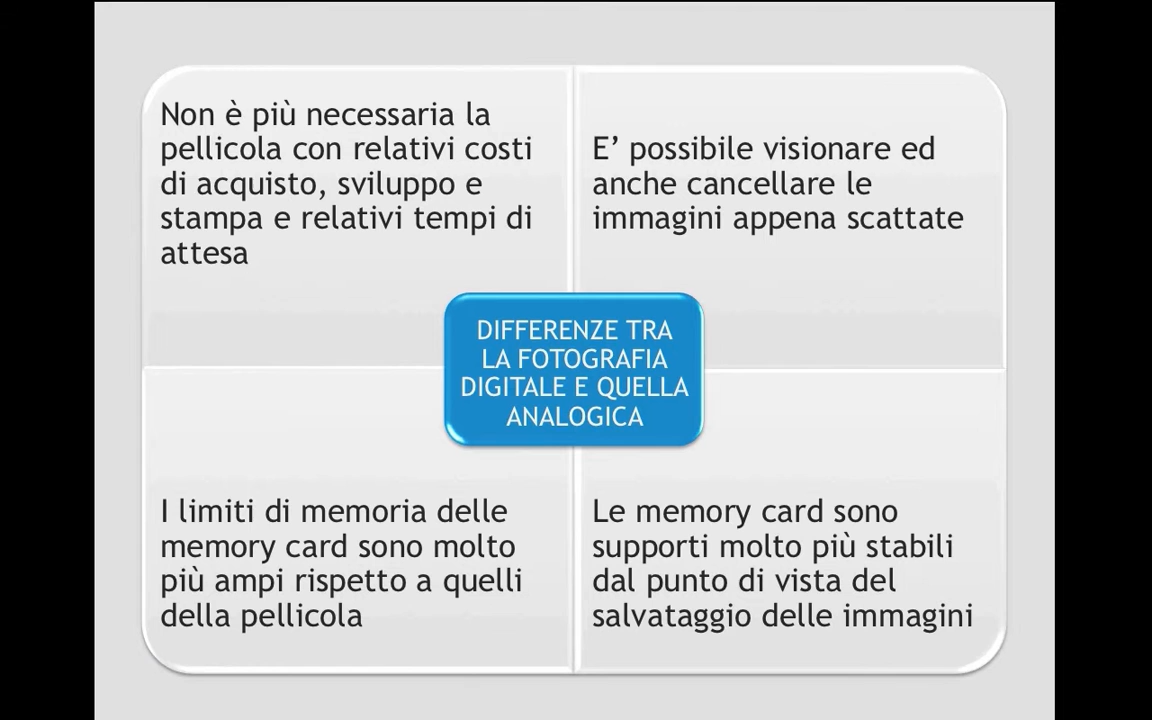 Non è più necessaria la
pellicola con relativi costi
di acquisto, sviluppo e
stampa e relativi tempi di
attesa
E’ possibile visionare ed
anche cancellare le
immagini appena scattate
DIFFERENZE TRA
LA FOTOGRAFIA
DIGITALE E QUELLA
ANALOGICA
I limiti di memoria delle
memory card sono molto
più ampi rispetto a quelli
della pellicola
Le memory card sono
supporti molto più stabili
dal punto di vista del
salvataggio delle immagini